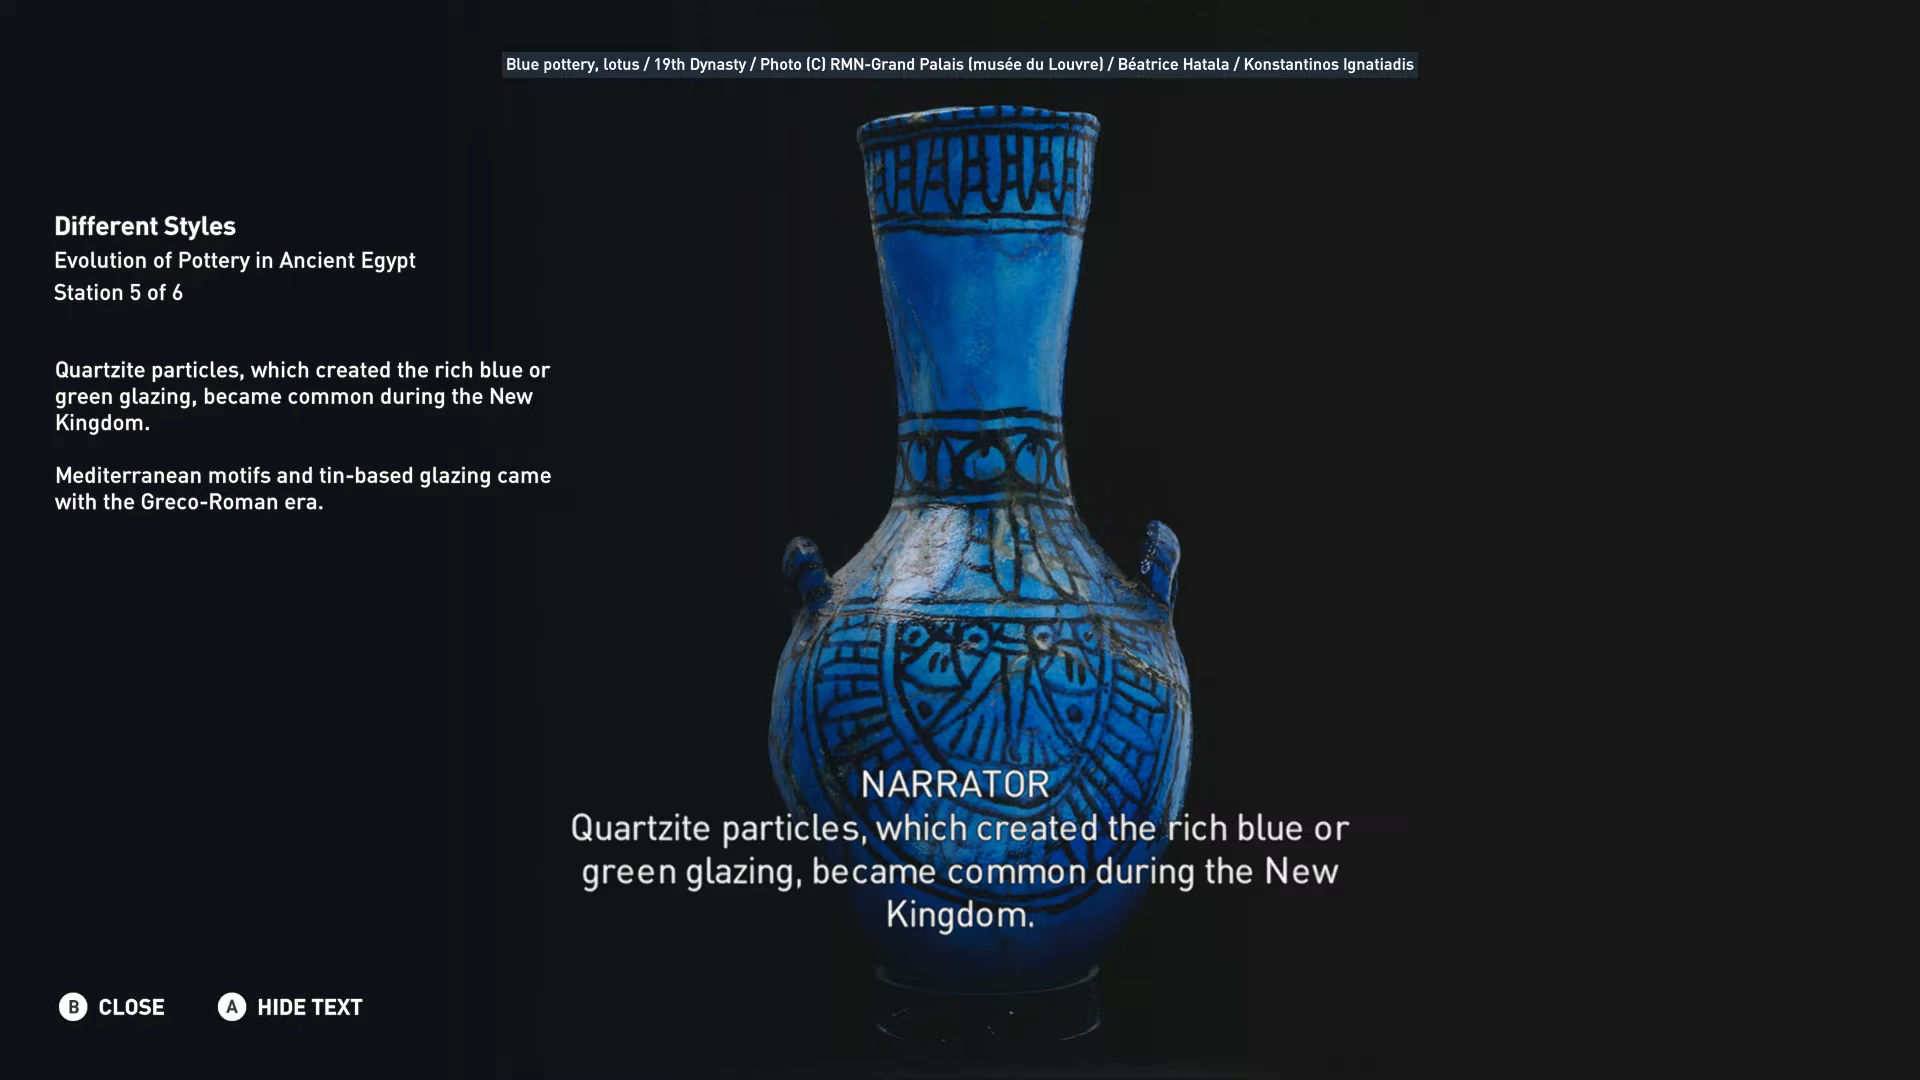 Blue pottery, lotus / 19th Dynasty / Photo (C) RMN-Grand Palais (musée du Louvre) / Béatrice Hatala / Konstantinos Ignatiadis
Different Styles
Evolution of Pottery in Ancient Egypt
Station 5 of 6
Quartzite particles, which created the rich blue or
green glazing, became common during the New
Kingdom.
Mediterranean motifs and tin-based glazing came
with the Greco-Roman era.
NARRATOR
Quartzite particles, which created the rich blue or
green glazing, became common during the New
Kingdom.
B CLOSE A HIDE TEXT